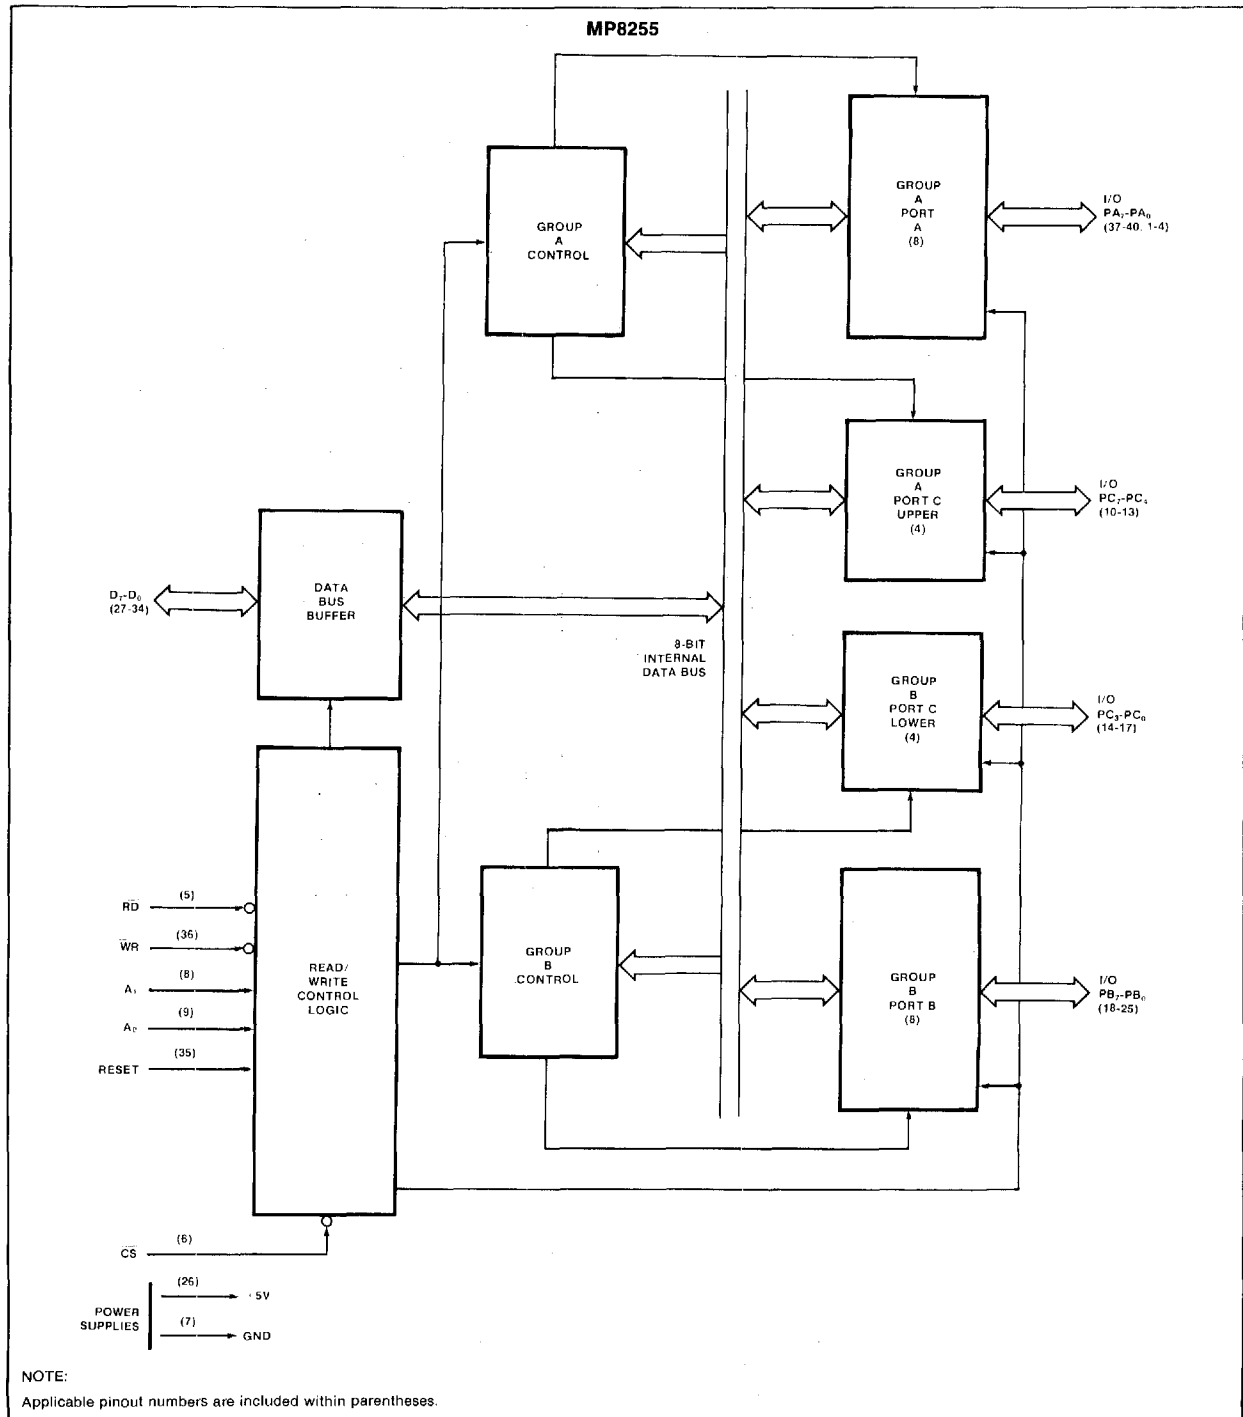 MP8255
GROUP
A
CONTROL
GROUP
A
PORT
A
(8)
I/O
PA₇-PA₀
(37-40, 1-4)
GROUP
A
PORT C
UPPER
(4)
I/O
PC₇-PC₄
(10-13)
D₇-D₀
(27-34)
DATA
BUS
BUFFER
8-BIT
INTERNAL
DATA BUS
GROUP
B
PORT C
LOWER
(4)
I/O
PC₃-PC₀
(14-17)
R̅D̅ (5)
W̅R̅ (36)
A₁ (8)
A₀ (9)
RESET (35)
READ/
WRITE
CONTROL
LOGIC
GROUP
B
CONTROL
GROUP
B
PORT B
(8)
I/O
PB₇-PB₀
(18-25)
C̅S̅ (6)
POWER
SUPPLIES
(26) +5V
(7) GND
NOTE:
Applicable pinout numbers are included within parentheses.